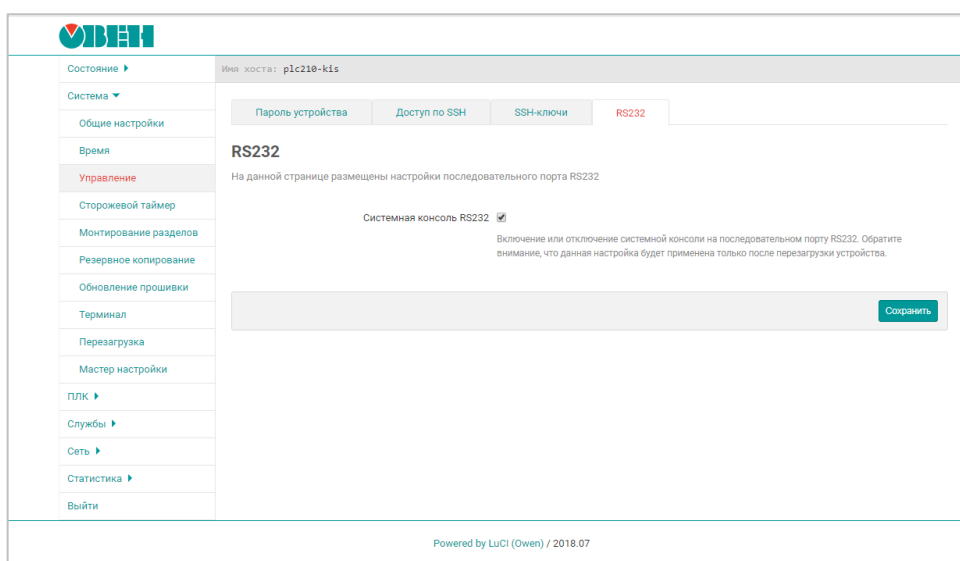 ОВЕН
Состояние
Имя хоста: plc210-kis
Система
Пароль устройства Доступ по SSH SSH-ключи RS232
Общие настройки
Время
RS232
Управление
На данной странице размещены настройки последовательного порта RS232
Сторожевой таймер
Системная консоль RS232
Монтирование разделов
Включение или отключение системной консоли на последовательном порту RS232. Обратите
внимание, что данная настройка будет применена только после перезагрузки устройства.
Резервное копирование
Обновление прошивки
Терминал
Сохранить
Перезагрузка
Мастер настройки
ПЛК
Службы
Сеть
Статистика
Выйти
Powered by LuCI (Owen) / 2018.07